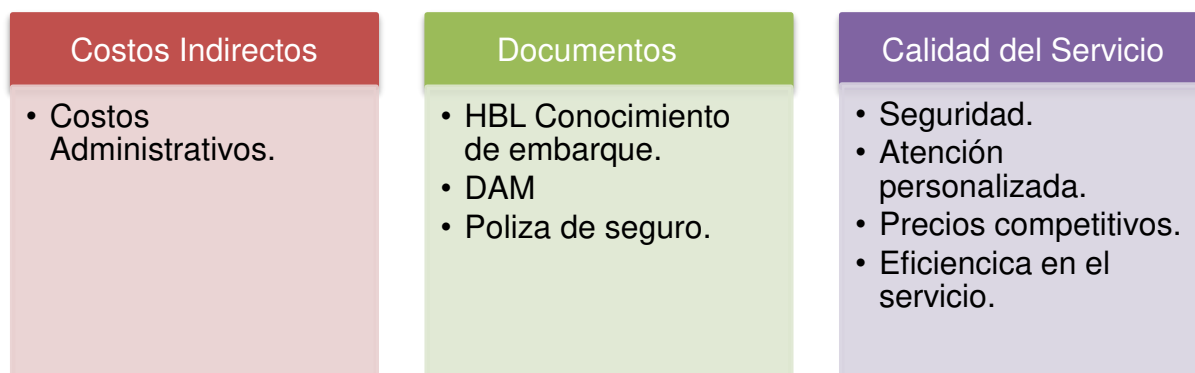 Costos Indirectos
• Costos
Administrativos.
Documentos
• HBL Conocimiento
de embarque.
• DAM
• Poliza de seguro.
Calidad del Servicio
• Seguridad.
• Atención
personalizada.
• Precios competitivos.
• Eficiencica en el
servicio.